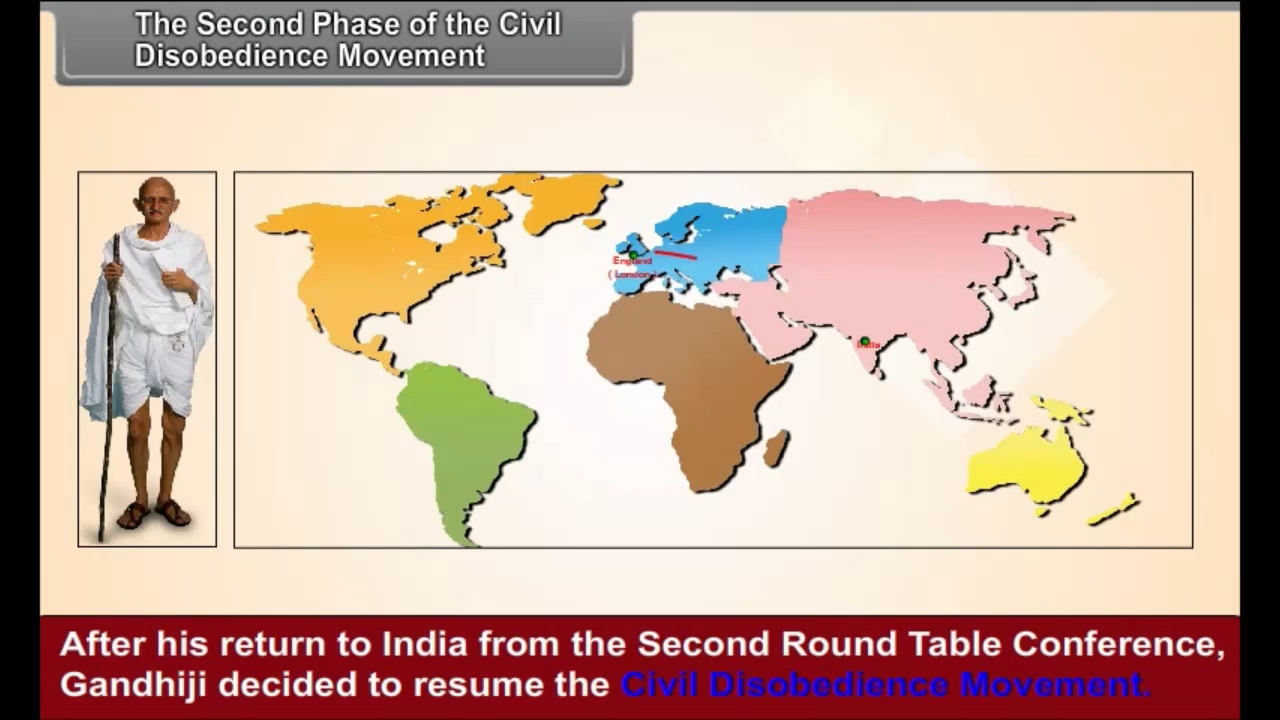 The Second Phase of the Civil
Disobedience Movement
England
( London )
India
After his return to India from the Second Round Table Conference,
Gandhiji decided to resume the Civil Disobedience Movement.